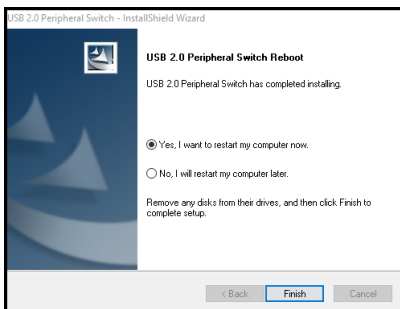 USB 2.0 Peripheral Switch - InstallShield Wizard
USB 2.0 Peripheral Switch Reboot
USB 2.0 Peripheral Switch has completed installing.
Yes, I want to restart my computer now.
No, I will restart my computer later.
Remove any disks from their drives, and then click Finish to
complete setup.
< Back Finish Cancel